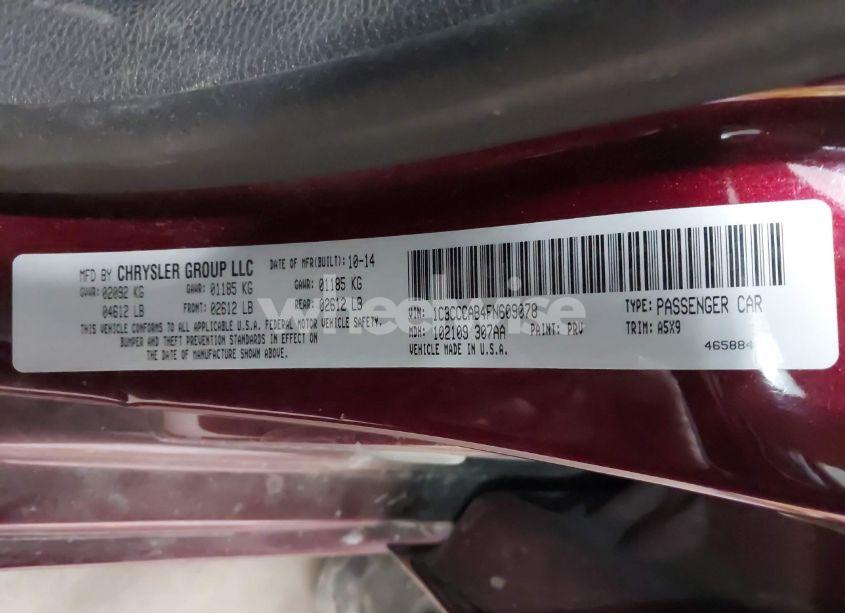 MFD BY CHRYSLER GROUP LLC
DATE OF MFR(BUILT): 10-14
GVWR: 02092 KG GAWR: 01185 KG GAWR: 01185 KG
04612 LB FRONT: 02612 LB REAR: 02612 LB
THIS VEHICLE CONFORMS TO ALL APPLICABLE U.S.A. FEDERAL MOTOR VEHICLE SAFETY,
BUMPER AND THEFT PREVENTION STANDARDS IN EFFECT ON
THE DATE OF MANUFACTURE SHOWN ABOVE.
VIN: 1C3CCCAB4FN609078 TYPE: PASSENGER CAR
MDH: 102109 307AA PAINT: PRV TRIM: A5X9
VEHICLE MADE IN U.S.A.
46588
wheelwise